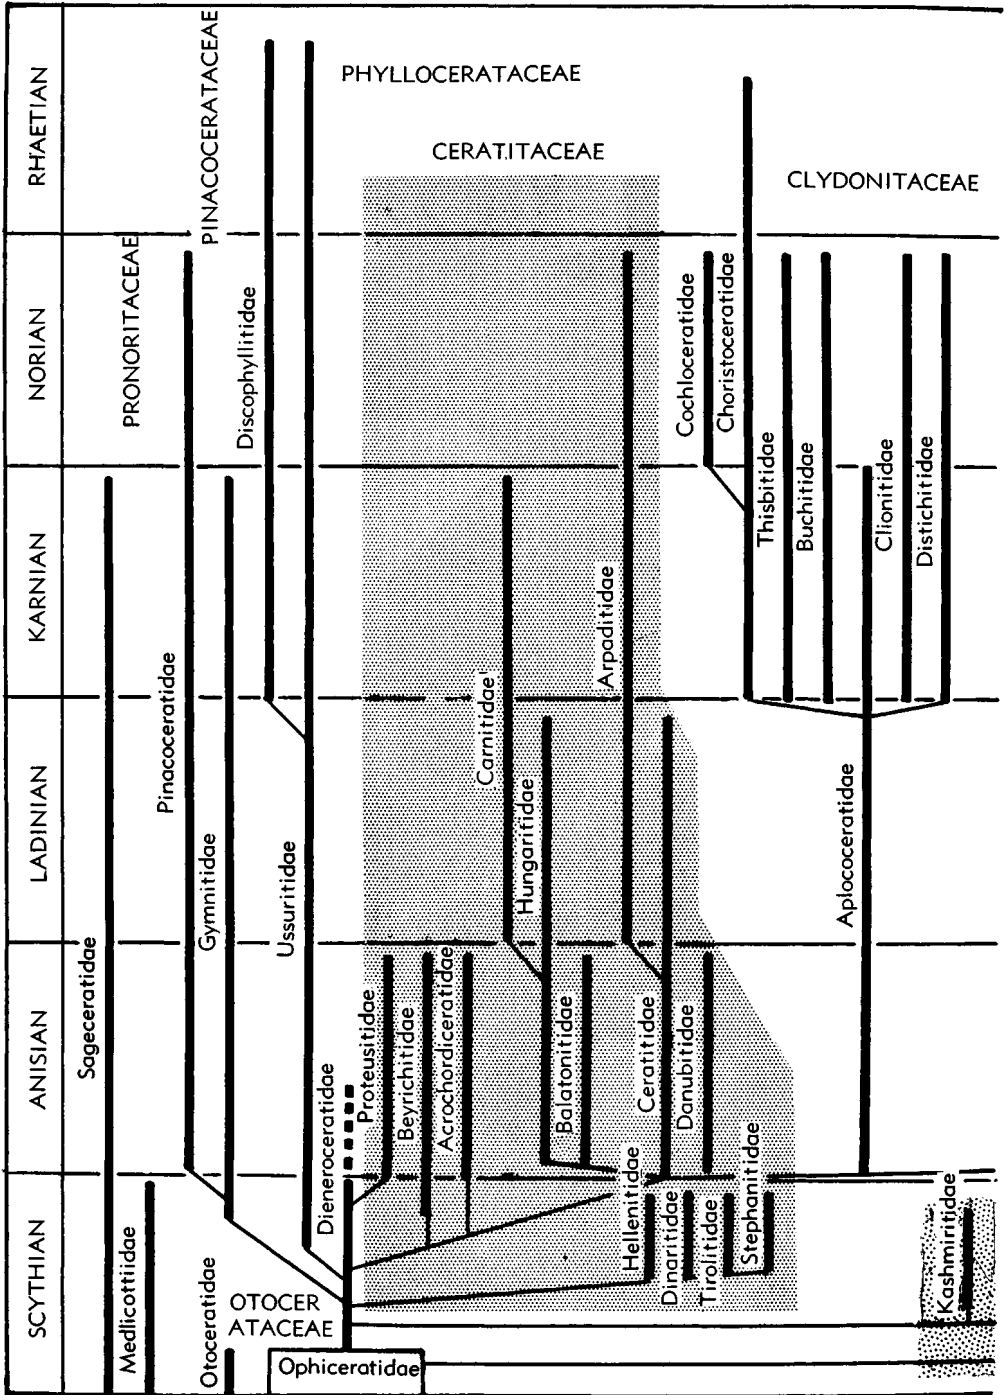 RHAETIAN
NORIAN
KARNIAN
LADINIAN
ANISIAN
SCYTHIAN
PRONORITACEAE
PINACOCERATACEAE
PHYLLOCERATACEAE
CERATITACEAE
CLYDONITACEAE
Sageceratidae
Medlicottiidae
Pinacoceratidae
Gymnitidae
Otoceratidae
OTOCER
ATACEAE
Ophiceratidae
Discophyllitidae
Ussuritidae
Dieneroceratidae
Proteusitidae
Beyrichitidae
Acrochordiceratidae
Carnitidae
Hungaritidae
Balatonitidae
Arpaditidae
Ceratitidae
Danubitidae
Hellenitidae
Dinaritidae
Tirolitidae
Stephanitidae
Cochloceratidae
Choristoceratidae
Thisbitidae
Buchitidae
Aplococeratidae
Clionitidae
Distichitidae
Kashmiritidae